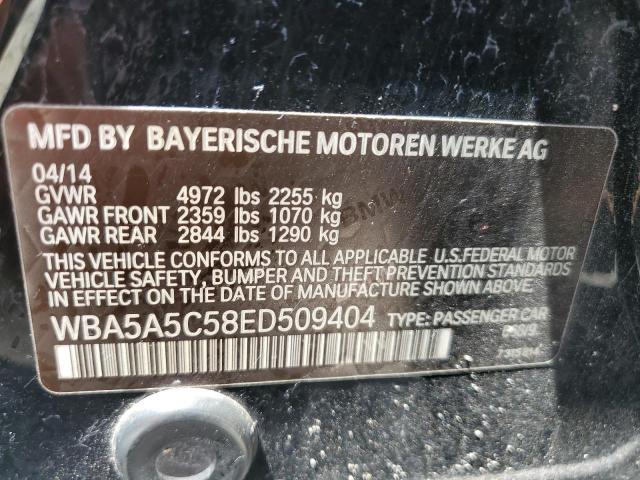 MFD BY BAYERISCHE MOTOREN WERKE AG
04/14
GVWR 4972 lbs 2255 kg
GAWR FRONT 2359 lbs 1070 kg
GAWR REAR 2844 lbs 1290 kg
THIS VEHICLE CONFORMS TO ALL APPLICABLE U.S.FEDERAL MOTOR
VEHICLE SAFETY, BUMPER AND THEFT PREVENTION STANDARDS
IN EFFECT ON THE DATE OF MANUFACTURE SHOWN ABOVE.
WBA5A5C58ED509404 TYPE: PASSENGER CAR